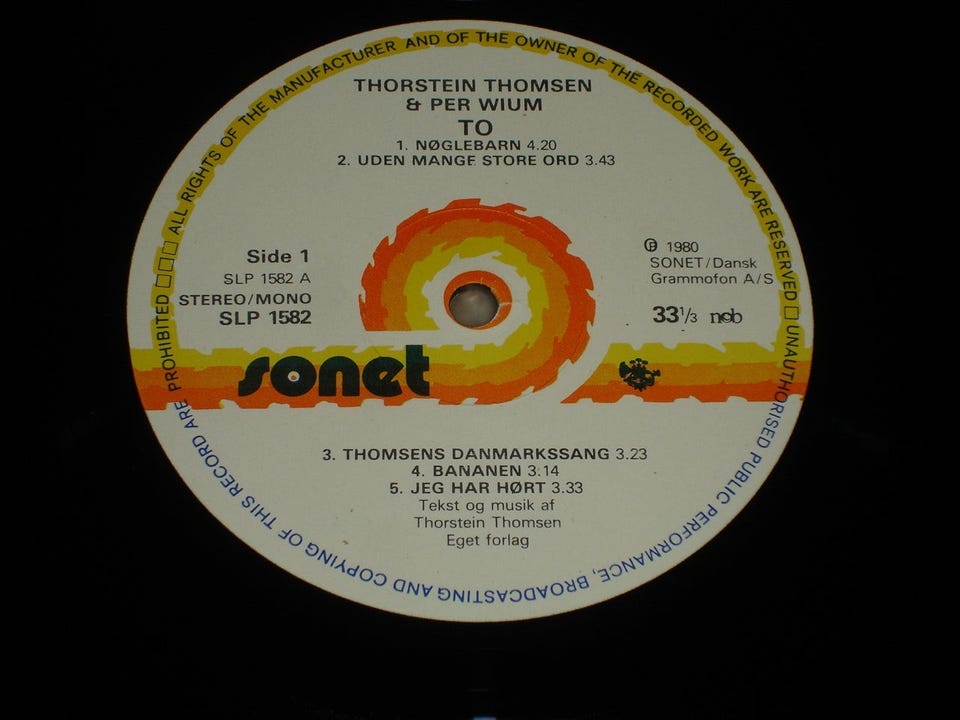 □□□ ALL RIGHTS OF THE MANUFACTURER AND OF THE OWNER OF THE RECORDED WORK ARE RESERVED □ UNAUTHORISED PUBLIC PERFORMANCE, BROADCASTING AND COPYING OF THIS RECORD ARE PROHIBITED
THORSTEIN THOMSEN
& PER WIUM
TO
1. NØGLEBARN 4.20
2. UDEN MANGE STORE ORD 3.43
Side 1
SLP 1582 A
STEREO/MONO
SLP 1582
℗ 1980
SONET/Dansk
Grammofon A/S
33 1/3 ncb
sonet
3. THOMSENS DANMARKSSANG 3.23
4. BANANEN 3.14
5. JEG HAR HØRT 3.33
Tekst og musik af
Thorstein Thomsen
Eget forlag